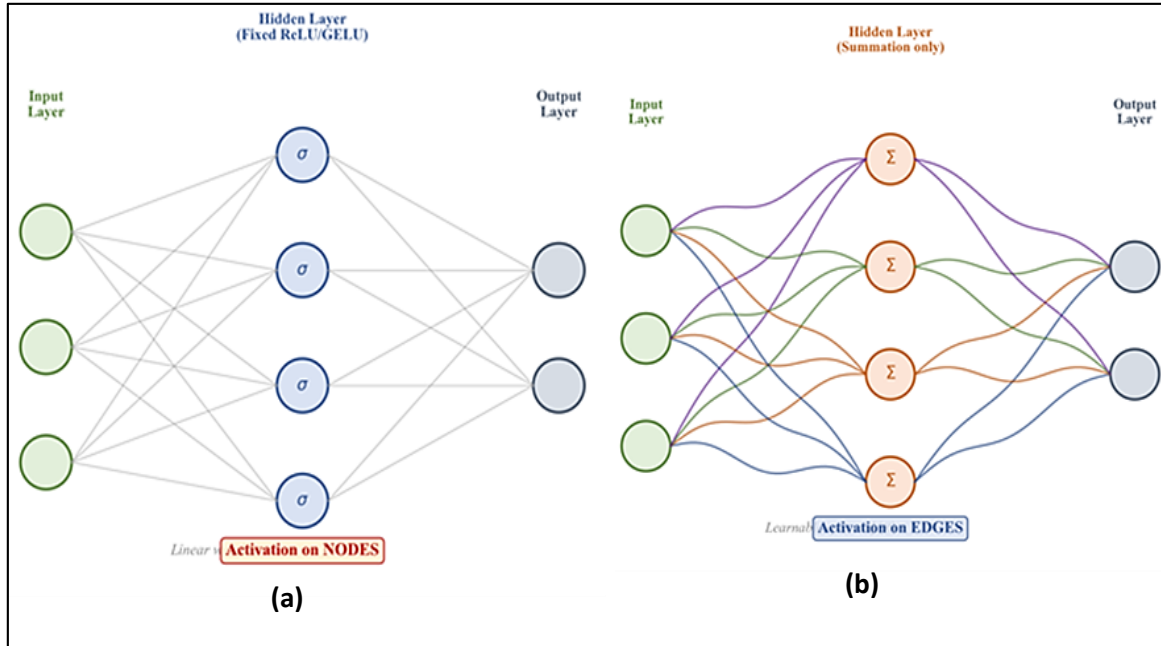 Hidden Layer
(Fixed ReLU/GELU)
Input
Layer
Output
Layer
σ
σ
σ
σ
Linear
Activation on NODES
(a)
Hidden Layer
(Summation only)
Input
Layer
Output
Layer
Σ
Σ
Σ
Σ
Activation on EDGES
(b)